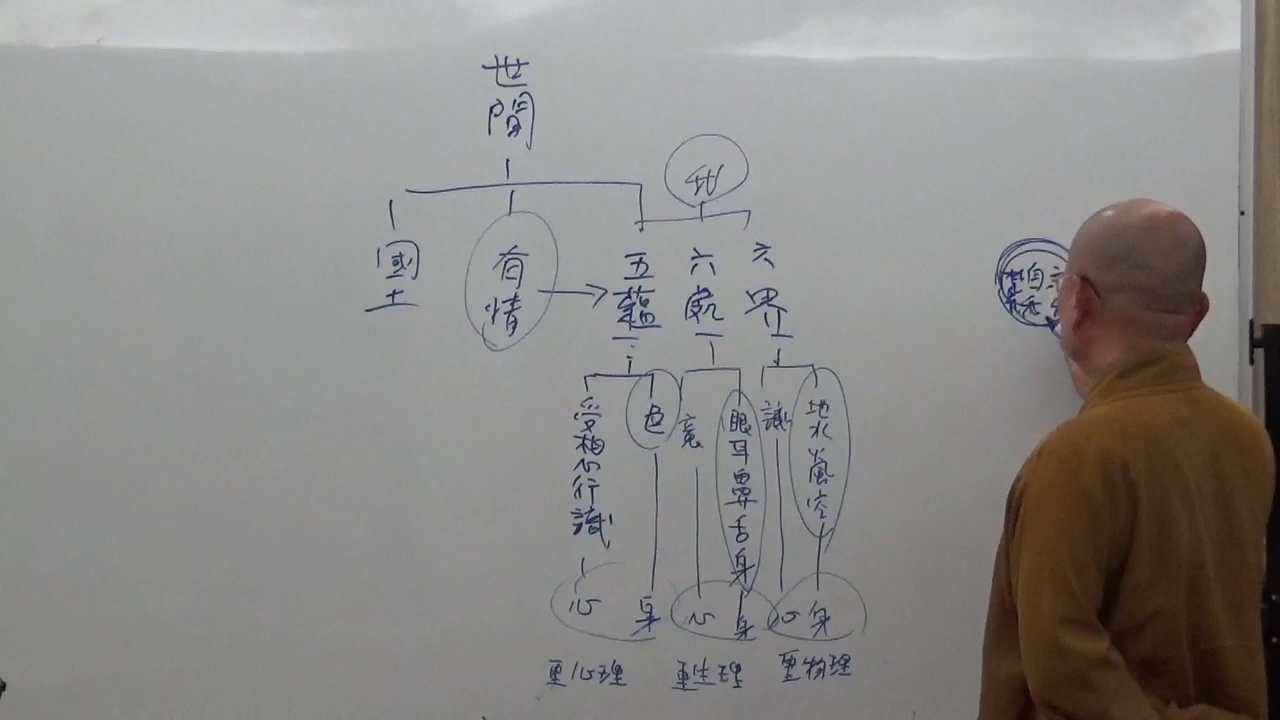 世間
我
國土
有情
五蘊
六處
六界
受想行識
色
意
眼耳鼻舌身
識
地水火風空
心
身
心
身
心
身
重心理
重生理
重物理